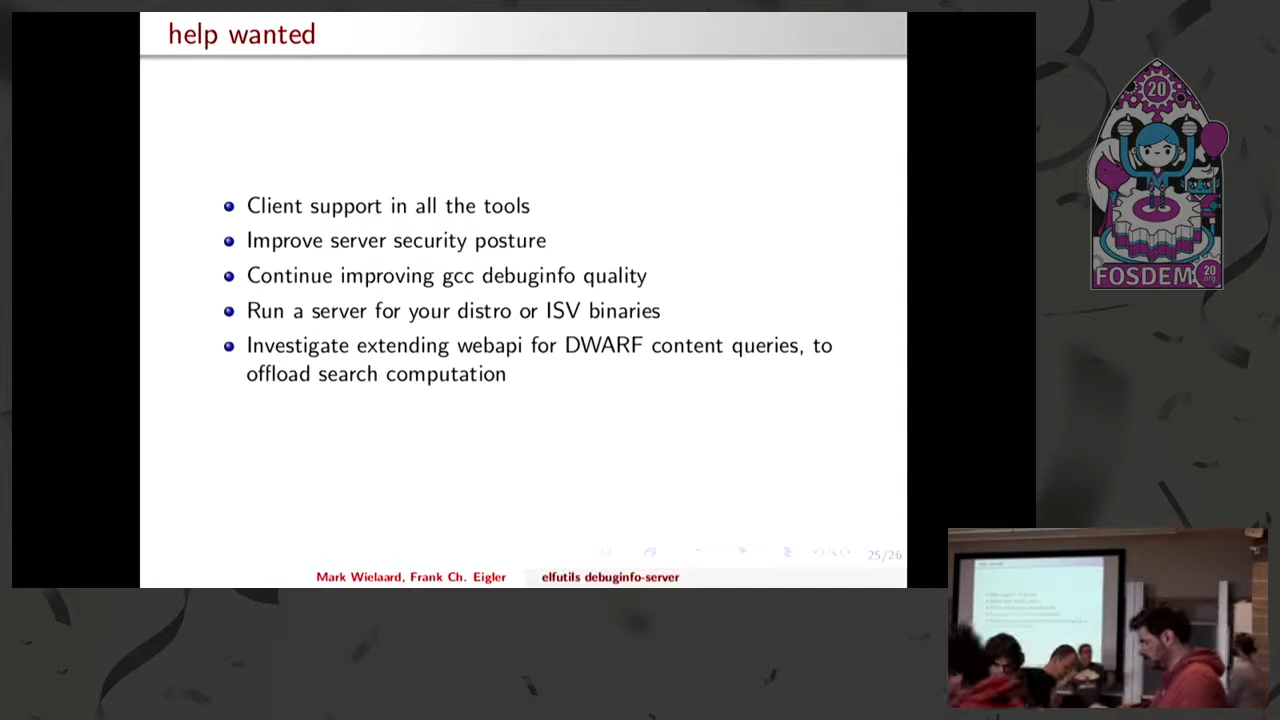 help wanted
Client support in all the tools
Improve server security posture
Continue improving gcc debuginfo quality
Run a server for your distro or ISV binaries
Investigate extending webapi for DWARF content queries, to
offload search computation
25/26
Mark Wielaard, Frank Ch. Eigler
elfutils debuginfo-server
20
FOSDEM
20
.org